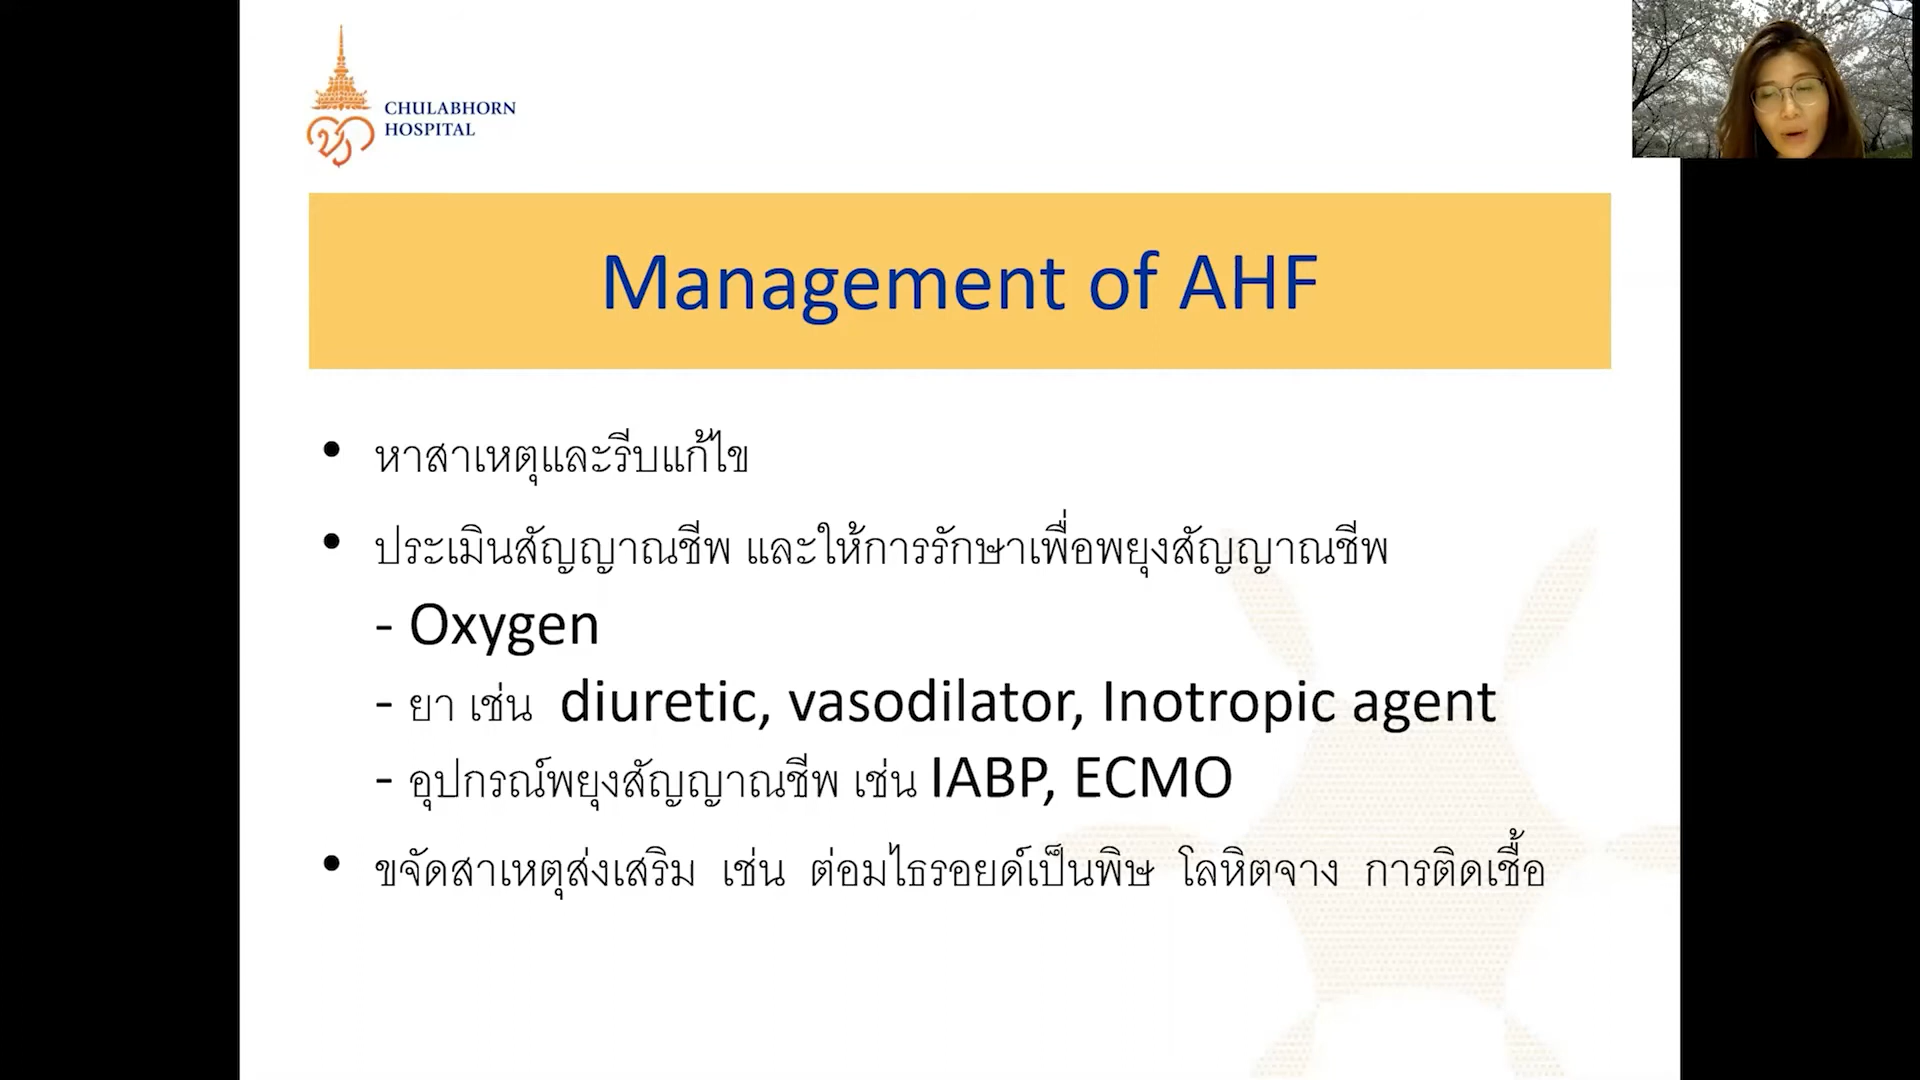 CHULABHORN
HOSPITAL
Management of AHF
• หาสาเหตุและรีบแก้ไข
• ประเมินสัญญาณชีพ และให้การรักษาเพื่อพยุงสัญญาณชีพ
- Oxygen
- ยา เช่น diuretic, vasodilator, Inotropic agent
- อุปกรณ์พยุงสัญญาณชีพ เช่น IABP, ECMO
• ขจัดสาเหตุส่งเสริม เช่น ต่อมไธรอยด์เป็นพิษ โลหิตจาง การติดเชื้อ